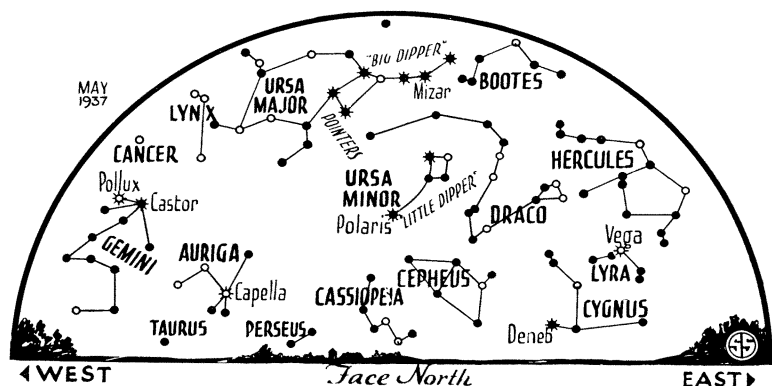 "BIG DIPPER"
BOOTES
MAY
1937
URSA
MAJOR
Mizar
LYNX
POINTERS
CANCER
HERCULES
Pollux
Castor
URSA
MINOR
"LITTLE DIPPER"
DRACO
Polaris
GEMINI
AURIGA
Vega
CEPHEUS
LYRA
Capella
CASSIOPEIA
CYGNUS
TAURUS
PERSEUS
Deneb
WEST
Face North
EAST